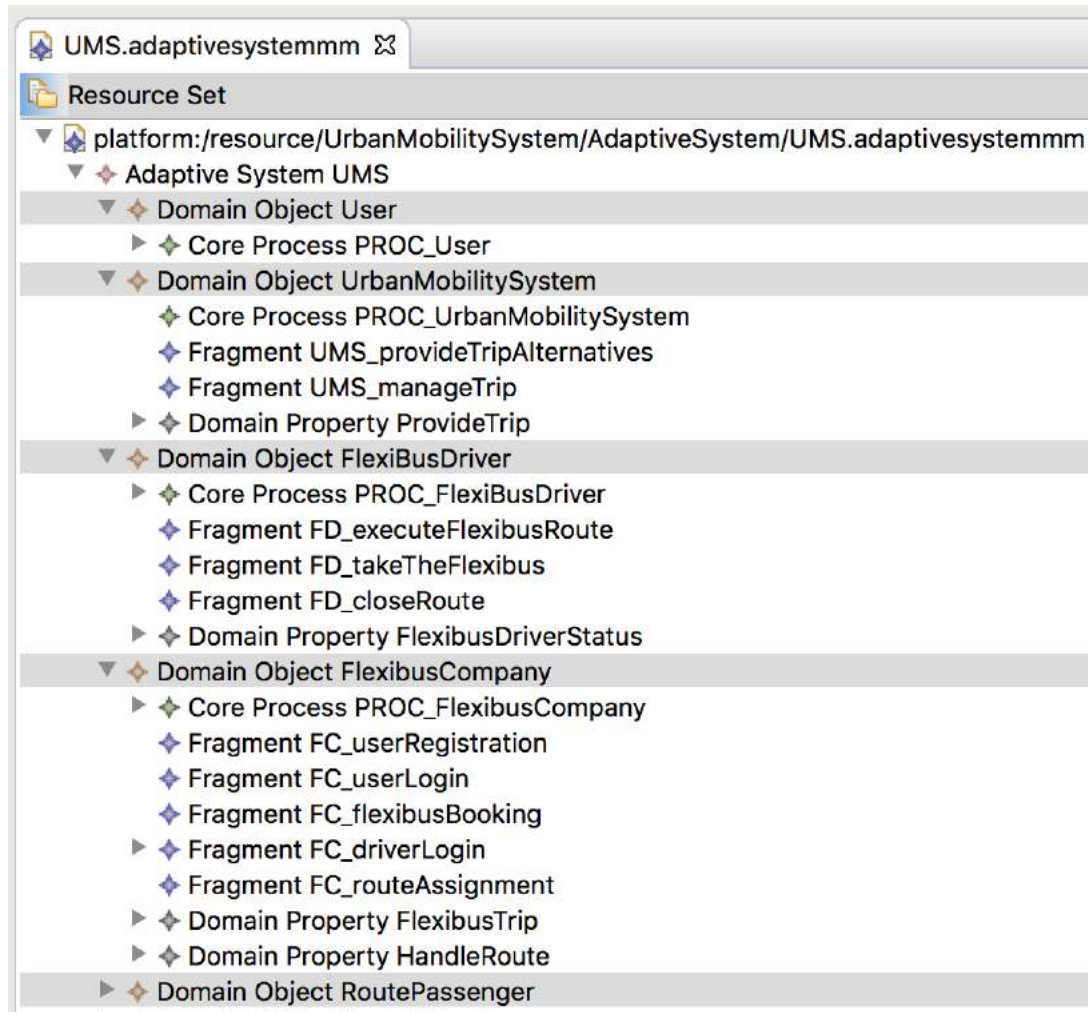 UMS.adaptivesystemmm
Resource Set
platform:/resource/UrbanMobilitySystem/AdaptiveSystem/UMS.adaptivesystemmm
Adaptive System UMS
Domain Object User
Core Process PROC_User
Domain Object UrbanMobilitySystem
Core Process PROC_UrbanMobilitySystem
Fragment UMS_provideTripAlternatives
Fragment UMS_manageTrip
Domain Property ProvideTrip
Domain Object FlexiBusDriver
Core Process PROC_FlexiBusDriver
Fragment FD_executeFlexibusRoute
Fragment FD_takeTheFlexibus
Fragment FD_closeRoute
Domain Property FlexibusDriverStatus
Domain Object FlexibusCompany
Core Process PROC_FlexibusCompany
Fragment FC_userRegistration
Fragment FC_userLogin
Fragment FC_flexibusBooking
Fragment FC_driverLogin
Fragment FC_routeAssignment
Domain Property FlexibusTrip
Domain Property HandleRoute
Domain Object RoutePassenger